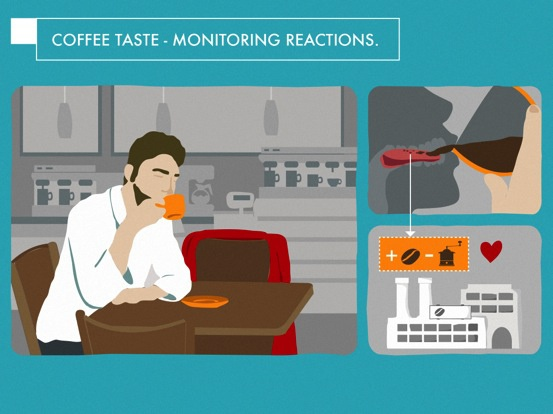 COFFEE TASTE - MONITORING REACTIONS.
+ -